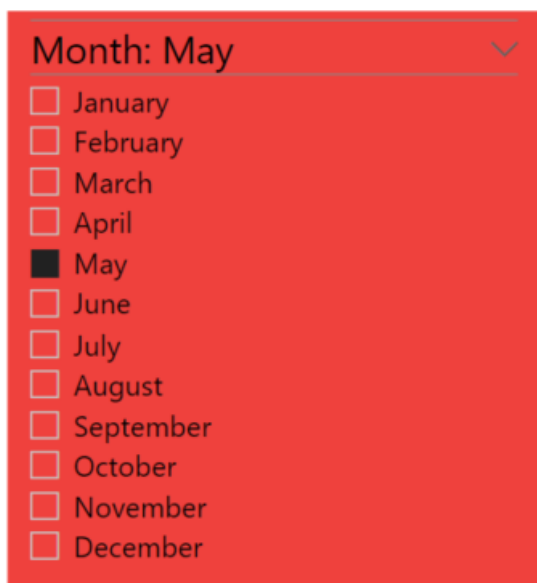 Month: May
January
February
March
April
May
June
July
August
September
October
November
December